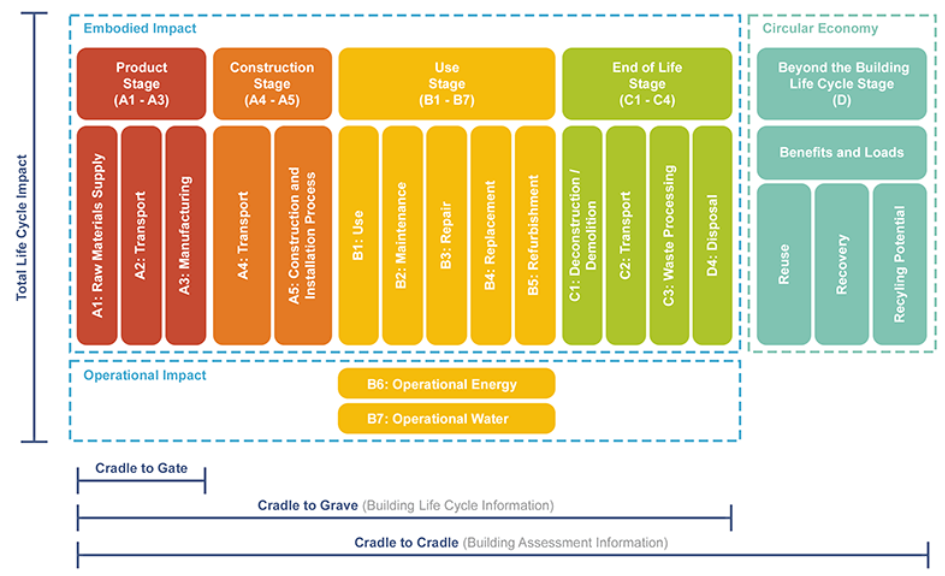 Total Life Cycle Impact
Embodied Impact
Product
Stage
(A1 - A3)
A1: Raw Materials Supply
A2: Transport
A3: Manufacturing
Construction
Stage
(A4 - A5)
A4: Transport
A5: Construction and
Installation Process
Use
Stage
(B1 - B7)
B1: Use
B2: Maintenance
B3: Repair
B4: Replacement
B5: Refurbishment
End of Life
Stage
(C1 - C4)
C1: Deconstruction /
Demolition
C2: Transport
C3: Waste Processing
D4: Disposal
Circular Economy
Beyond the Building
Life Cycle Stage
(D)
Benefits and Loads
Reuse
Recovery
Recyling Potential
Operational Impact
B6: Operational Energy
B7: Operational Water
Cradle to Gate
Cradle to Grave (Building Life Cycle Information)
Cradle to Cradle (Building Assessment Information)